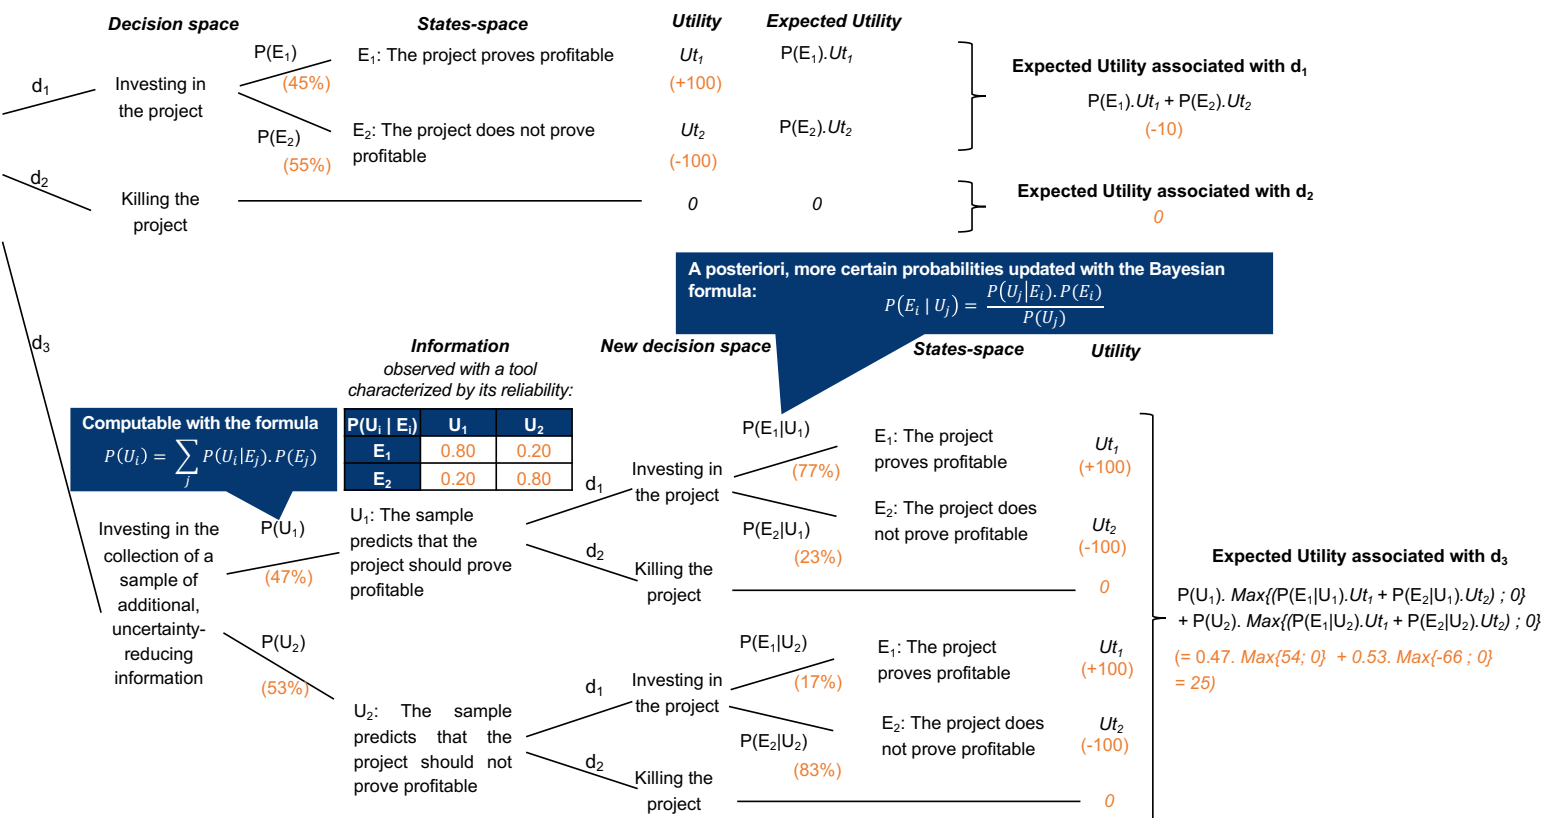 Decision space
States-space
Utility
Expected Utility
d1
Investing in
the project
P(E1)
(45%)
E1: The project proves profitable
Ut1
(+100)
P(E1).Ut1
P(E2)
(55%)
E2: The project does not prove
profitable
Ut2
(-100)
P(E2).Ut2
Expected Utility associated with d1
P(E1).Ut1 + P(E2).Ut2
(-10)
d2
Killing the
project
0
0
Expected Utility associated with d2
0
A posteriori, more certain probabilities updated with the Bayesian
formula:
P(Ei | Uj) = P(Uj|Ei). P(Ei) / P(Uj)
d3
Information
observed with a tool
characterized by its reliability:
New decision space
States-space
Utility
Computable with the formula
P(Ui) = ∑j P(Ui|Ej). P(Ej)
P(Ui | Ei) U1 U2
E1 0.80 0.20
E2 0.20 0.80
Investing in the
collection of a
sample of
additional,
uncertainty-
reducing
information
P(U1)
(47%)
U1: The sample
predicts that the
project should prove
profitable
d1
Investing in
the project
P(E1|U1)
(77%)
E1: The project
proves profitable
Ut1
(+100)
P(E2|U1)
(23%)
E2: The project does
not prove profitable
Ut2
(-100)
d2
Killing the
project
0
P(U2)
(53%)
U2: The sample
predicts that the
project should not
prove profitable
d1
Investing in
the project
P(E1|U2)
(17%)
E1: The project
proves profitable
Ut1
(+100)
P(E2|U2)
(83%)
E2: The project does
not prove profitable
Ut2
(-100)
d2
Killing the
project
0
Expected Utility associated with d3
P(U1). Max{(P(E1|U1).Ut1 + P(E2|U1).Ut2) ; 0}
+ P(U2). Max{(P(E1|U2).Ut1 + P(E2|U2).Ut2) ; 0}
(= 0.47. Max{54; 0} + 0.53. Max{-66 ; 0}
= 25)